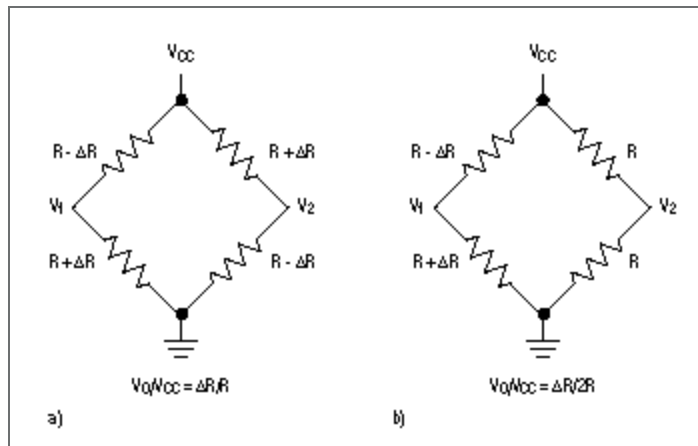 VCC
R - ΔR
R + ΔR
V1
V2
R + ΔR
R - ΔR
VO/VCC = ΔR/R
a)
VCC
R - ΔR
R
V1
V2
R + ΔR
R
VO/VCC = ΔR/2R
b)